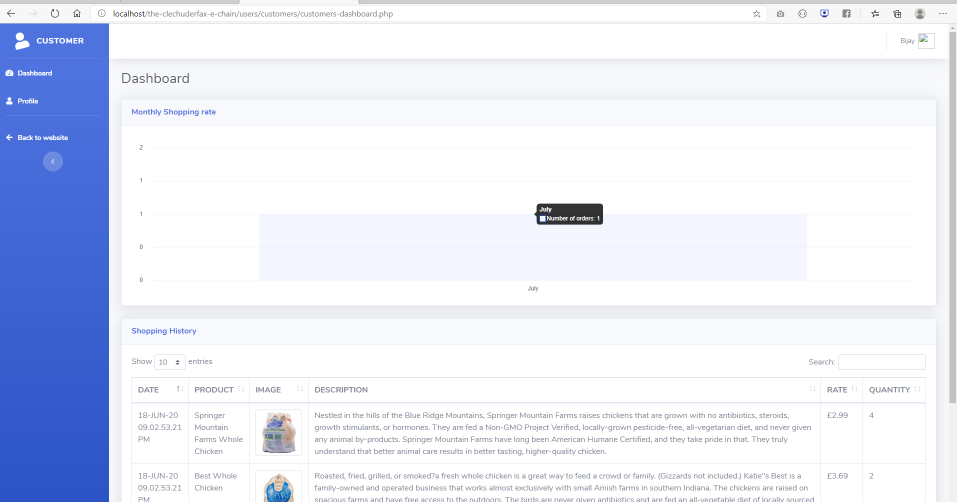 localhost/the-clechuderfax-e-chain/users/customers/customers-dashboard.php
CUSTOMER
Bijay
Dashboard
Profile
Back to website
Dashboard
Monthly Shopping rate
2
1
1
0
0
July
Number of orders: 1
July
Shopping History
Show 10 entries
Search:
DATE PRODUCT IMAGE DESCRIPTION RATE QUANTITY
18-JUN-20
09.02.53.21
PM
Springer
Mountain
Farms Whole
Chicken
Nestled in the hills of the Blue Ridge Mountains, Springer Mountain Farms raises chickens that are grown with no antibiotics, steroids,
growth stimulants, or hormones. They are fed a Non-GMO Project Verified, locally-grown pesticide-free, all-vegetarian diet, and never given
any animal by-products. Springer Mountain Farms have long been American Humane Certified, and they take pride in that. They truly
understand that better animal care results in better tasting, higher-quality chicken.
£2.99
4
18-JUN-20
09.02.53.21
PM
Best Whole
Chicken
Roasted, fried, grilled, or smoked?a fresh whole chicken is a great way to feed a crowd or family. (Gizzards not included.) Katie"s Best is a
family-owned and operated business that works almost exclusively with small Amish farms in southern Indiana. The chickens are raised on
spacious farms and have free access to the outdoors. The birds are never given antibiotics and are fed an all-vegetable diet of locally sourced
£3.69
2